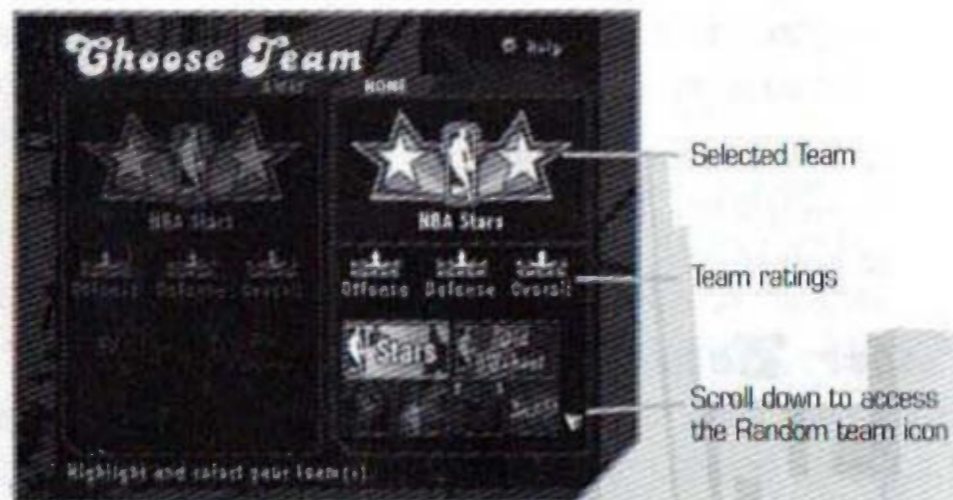 Choose Team
help
AWAY
HOME
NBA Stars
NBA Stars
Offense Defense Overall
Offense Defense Overall
Stars
Highlight and select your team(s)
Selected Team
Team ratings
Scroll down to access
the Random team icon